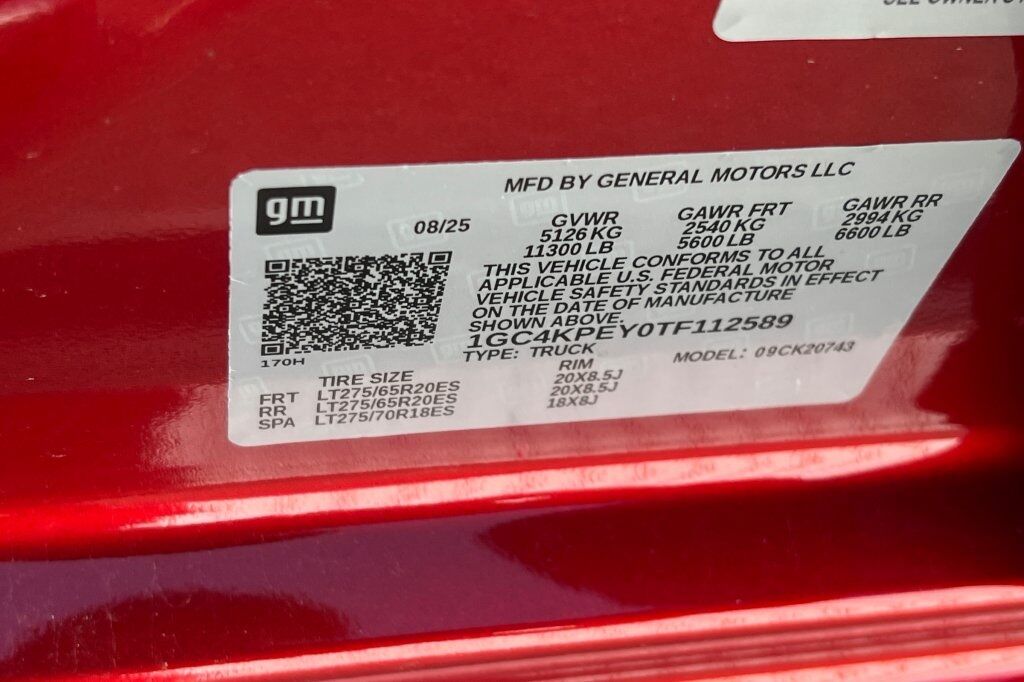 SEE OWNER'S
gm
MFD BY GENERAL MOTORS LLC
08/25
GVWR GAWR FRT GAWR RR
5126 KG 2540 KG 2994 KG
11300 LB 5600 LB 6600 LB
THIS VEHICLE CONFORMS TO ALL
APPLICABLE U.S. FEDERAL MOTOR
VEHICLE SAFETY STANDARDS IN EFFECT
ON THE DATE OF MANUFACTURE
SHOWN ABOVE.
1GC4KPEY0TF112589
170H
TYPE: TRUCK MODEL: 09CK20743
TIRE SIZE RIM
FRT LT275/65R20ES 20X8.5J
RR LT275/65R20ES 20X8.5J
SPA LT275/70R18ES 18X8J